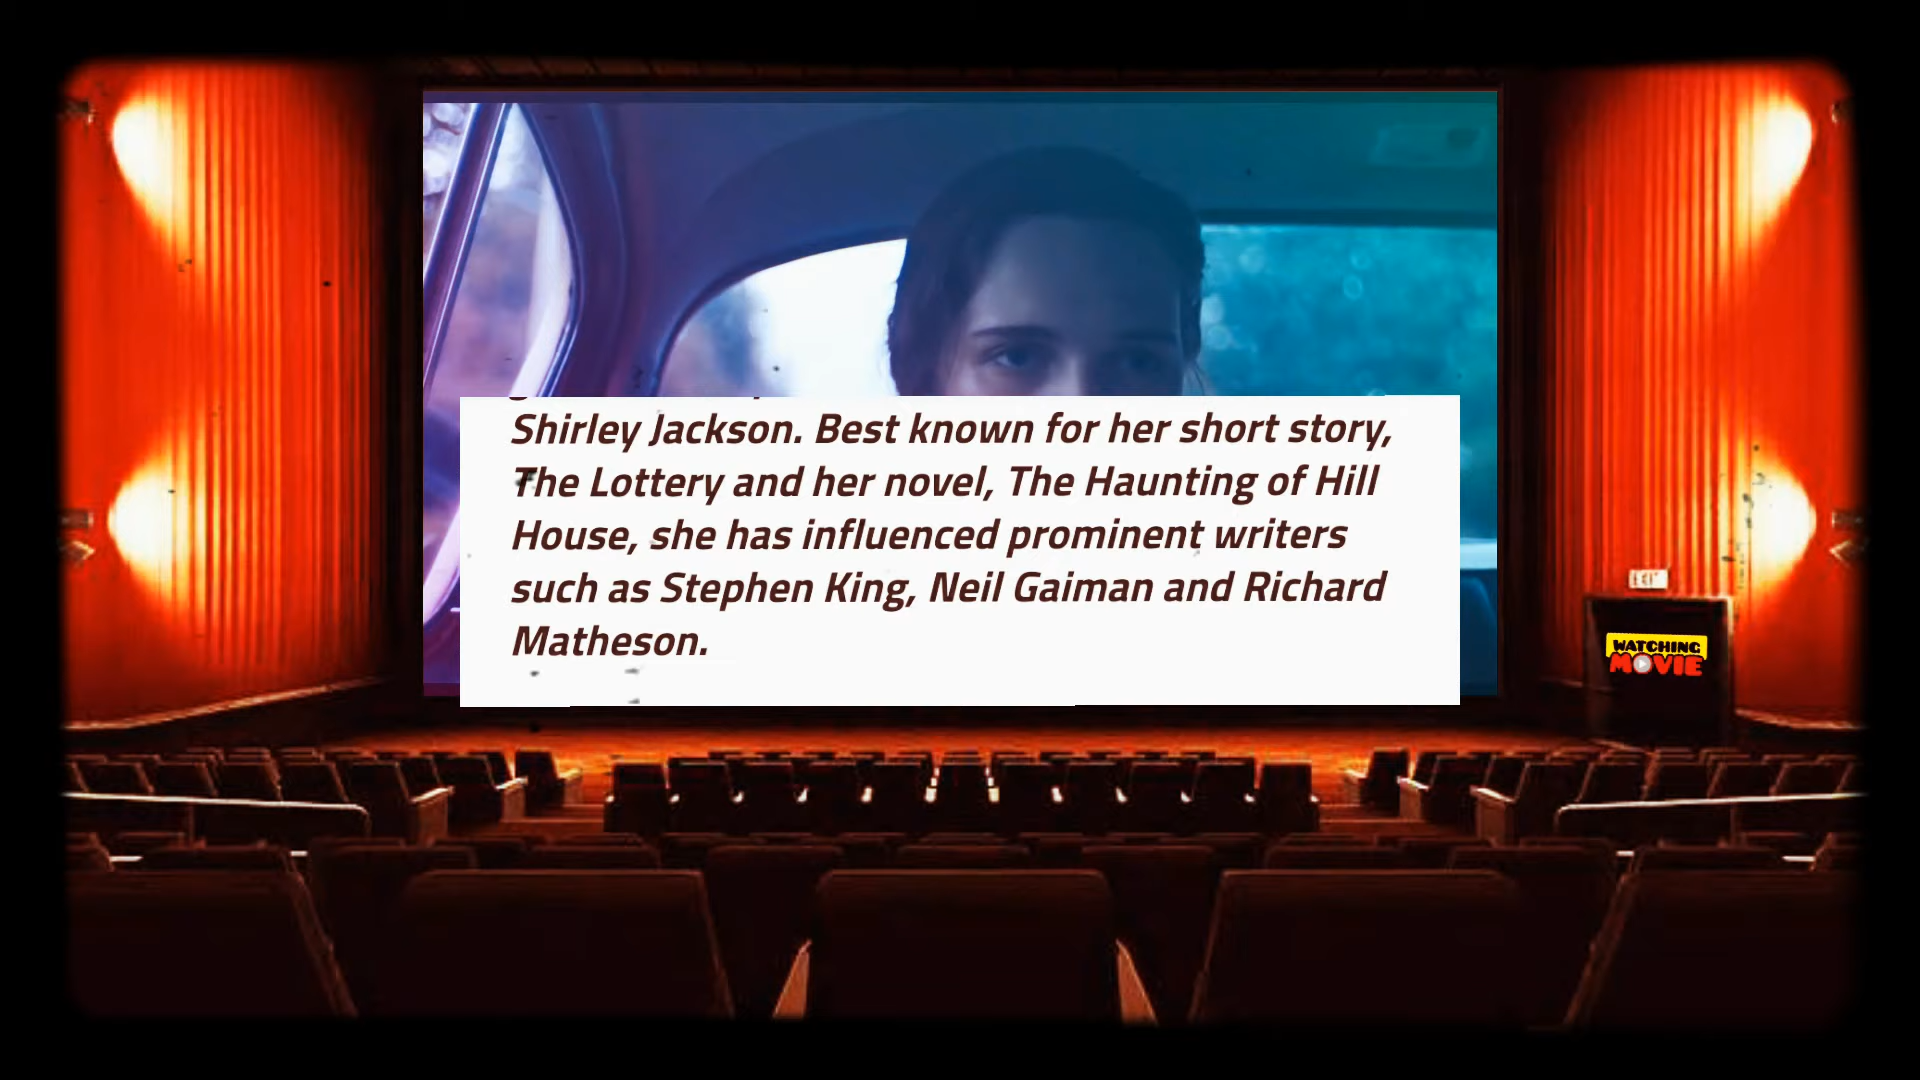 Shirley Jackson. Best known for her short story,
The Lottery and her novel, The Haunting of Hill
House, she has influenced prominent writers
such as Stephen King, Neil Gaiman and Richard
Matheson.
EXIT
WATCHING
MOVIE